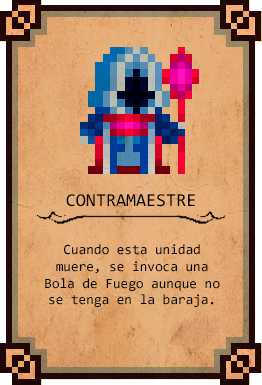 CONTRAMAESTRE
Cuando esta unidad
muere, se invoca una
Bola de Fuego aunque no
se tenga en la baraja.